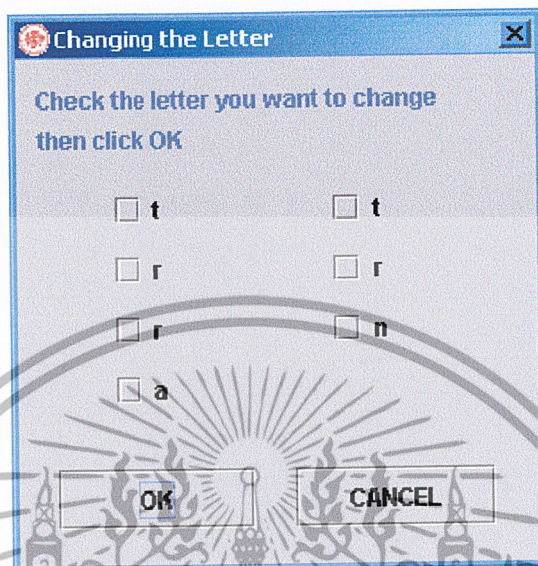 Changing the Letter
Check the letter you want to change
then click OK
t t
r r
r n
a
OK CANCEL